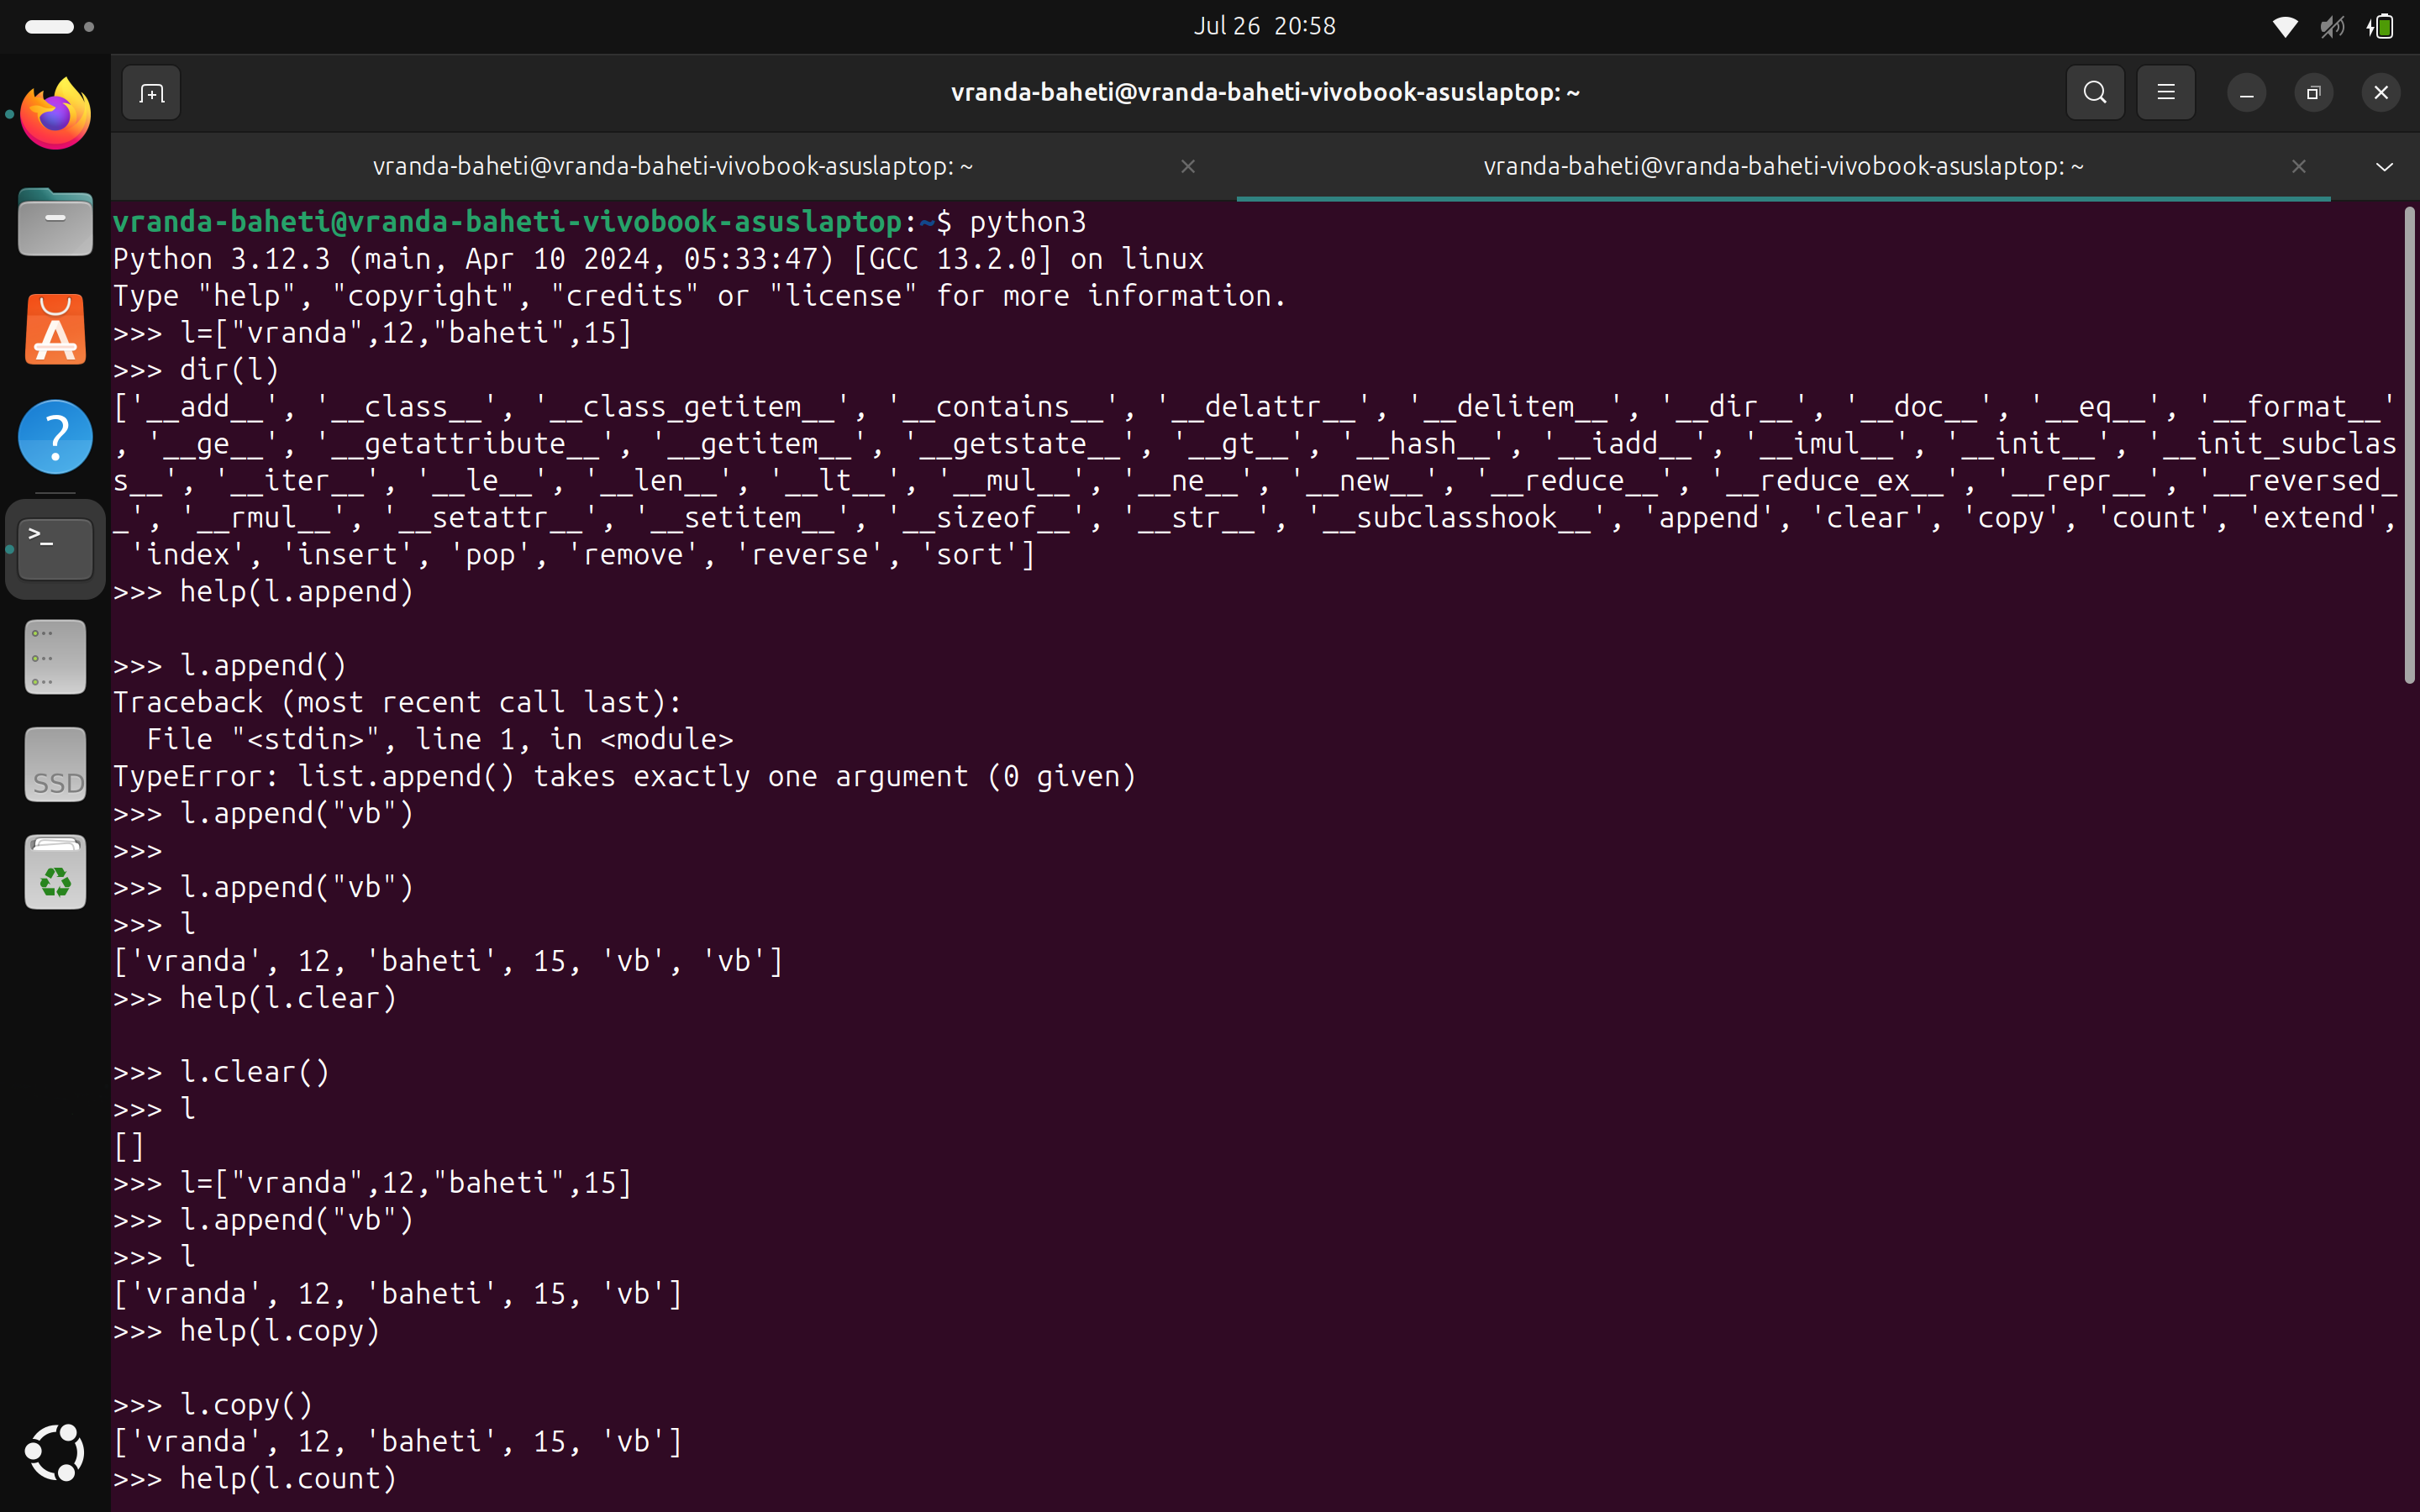 Jul 26 20:58
vranda-baheti@vranda-baheti-vivobook-asuslaptop: ~
vranda-baheti@vranda-baheti-vivobook-asuslaptop: ~
vranda-baheti@vranda-baheti-vivobook-asuslaptop: ~
vranda-baheti@vranda-baheti-vivobook-asuslaptop:~$ python3
Python 3.12.3 (main, Apr 10 2024, 05:33:47) [GCC 13.2.0] on linux
Type "help", "copyright", "credits" or "license" for more information.
>>> l=["vranda",12,"baheti",15]
>>> dir(l)
['__add__', '__class__', '__class_getitem__', '__contains__', '__delattr__', '__delitem__', '__dir__', '__doc__', '__eq__', '__format__'
, '__ge__', '__getattribute__', '__getitem__', '__getstate__', '__gt__', '__hash__', '__iadd__', '__imul__', '__init__', '__init_subclas
s__', '__iter__', '__le__', '__len__', '__lt__', '__mul__', '__ne__', '__new__', '__reduce__', '__reduce_ex__', '__repr__', '__reversed_
_', '__rmul__', '__setattr__', '__setitem__', '__sizeof__', '__str__', '__subclasshook__', 'append', 'clear', 'copy', 'count', 'extend',
 'index', 'insert', 'pop', 'remove', 'reverse', 'sort']
>>> help(l.append)

>>> l.append()
Traceback (most recent call last):
  File "<stdin>", line 1, in <module>
TypeError: list.append() takes exactly one argument (0 given)
>>> l.append("vb")
>>>
>>> l.append("vb")
>>> l
['vranda', 12, 'baheti', 15, 'vb', 'vb']
>>> help(l.clear)

>>> l.clear()
>>> l
[]
>>> l=["vranda",12,"baheti",15]
>>> l.append("vb")
>>> l
['vranda', 12, 'baheti', 15, 'vb']
>>> help(l.copy)

>>> l.copy()
['vranda', 12, 'baheti', 15, 'vb']
>>> help(l.count)
SSD